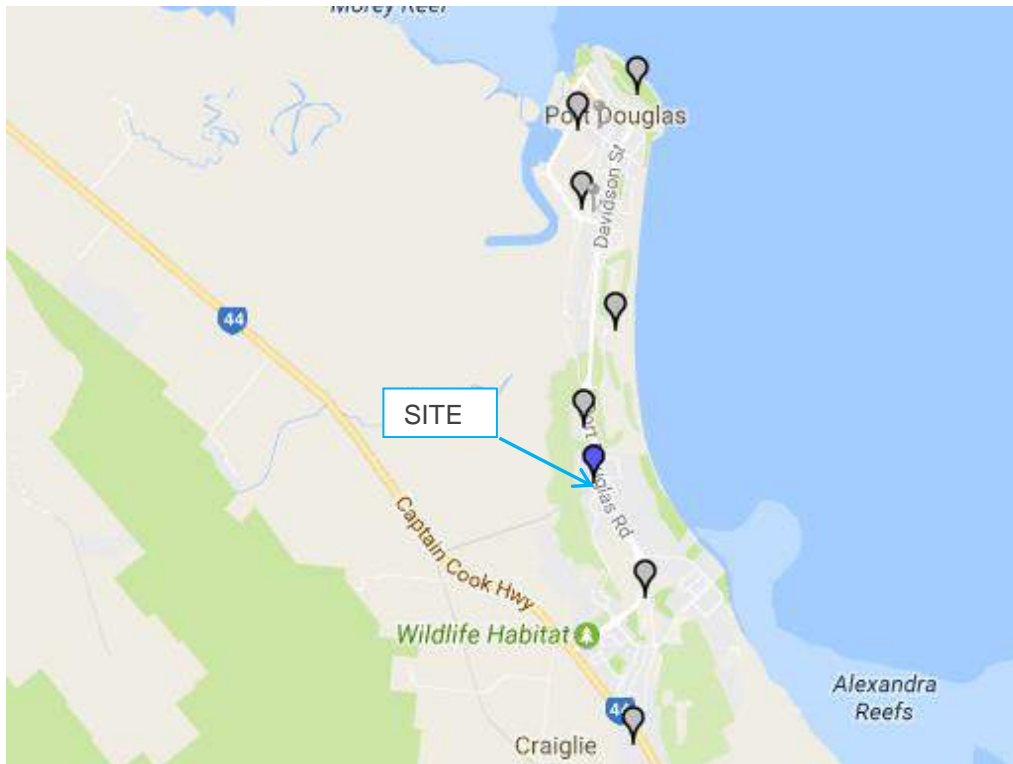 Morey Reef
Port Douglas
Davidson St
44
SITE
Port Douglas Rd
Captain Cook Hwy
Wildlife Habitat
Alexandra
Reefs
44
Craiglie